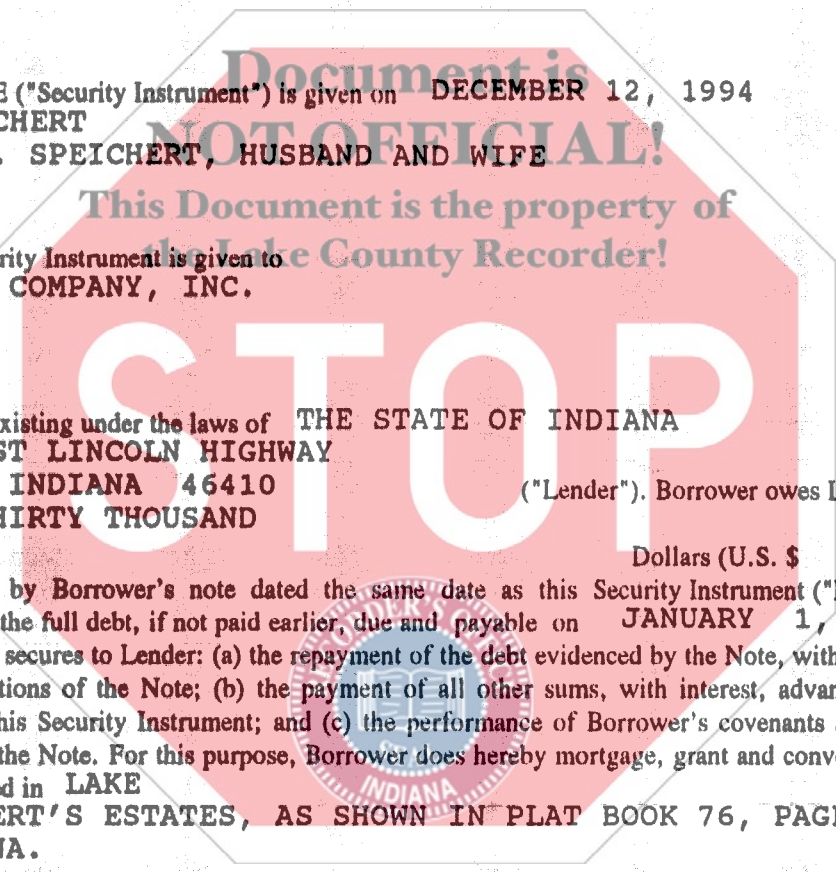 Document is
E ("Security Instrument") is given on DECEMBER 12, 1994
CHERT
NOT OFFICIAL!
. SPEICHERT, HUSBAND AND WIFE
This Document is the property of
the Lake County Recorder!
rity Instrument is given to
COMPANY, INC.
STOP
xisting under the laws of THE STATE OF INDIANA
ST LINCOLN HIGHWAY
INDIANA 46410 ("Lender"). Borrower owes L
HIRTY THOUSAND
Dollars (U.S. $
by Borrower's note dated the same date as this Security Instrument ("
the full debt, if not paid earlier, due and payable on JANUARY 1,
secures to Lender: (a) the repayment of the debt evidenced by the Note, with
tions of the Note; (b) the payment of all other sums, with interest, advan
his Security Instrument; and (c) the performance of Borrower's covenants
the Note. For this purpose, Borrower does hereby mortgage, grant and conve
d in LAKE
ERT'S ESTATES, AS SHOWN IN PLAT BOOK 76, PAGE
NA.
RECORDER'S OFFICE
SEAL
INDIANA